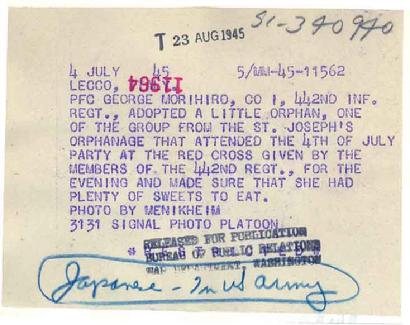 SC-340940
T 23 AUG 1945
4 JULY 45 5/MM-45-11562
LECCO, 11964
PFC GEORGE MORIHIRO, CO I, 442ND INF.
REGT., ADOPTED A LITTLE ORPHAN, ONE
OF THE GROUP FROM THE ST. JOSEPH'S
ORPHANAGE THAT ATTENDED THE 4TH OF JULY
PARTY AT THE RED CROSS GIVEN BY THE
MEMBERS OF THE 442ND REGT., FOR THE
EVENING AND MADE SURE THAT SHE HAD
PLENTY OF SWEETS TO EAT.
PHOTO BY MENIKHEIM
3131 SIGNAL PHOTO PLATOON
RELEASED FOR PUBLICATION
BUREAU OF PUBLIC RELATIONS
WAR DEPARTMENT, WASHINGTON
Japanese - In US Army